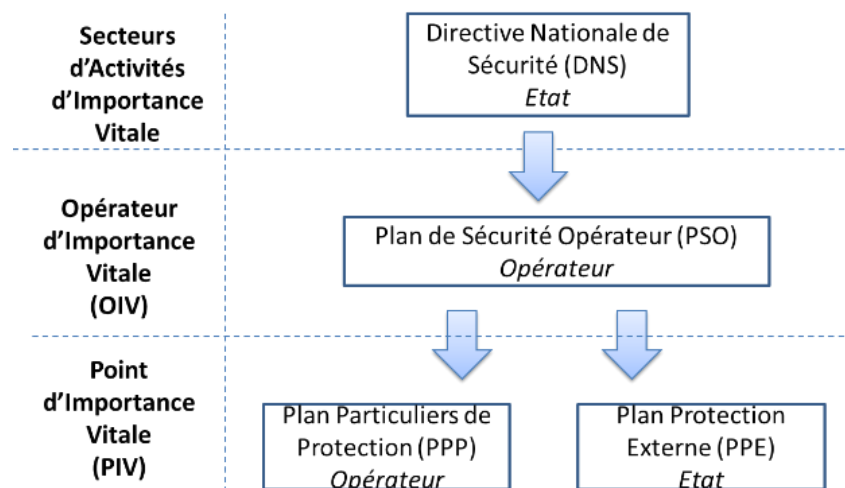 Secteurs
d'Activités
d'Importance
Vitale
Directive Nationale de
Sécurité (DNS)
Etat
Opérateur
d'Importance
Vitale
(OIV)
Plan de Sécurité Opérateur (PSO)
Opérateur
Point
d'Importance
Vitale
(PIV)
Plan Particuliers de
Protection (PPP)
Opérateur
Plan Protection
Externe (PPE)
Etat